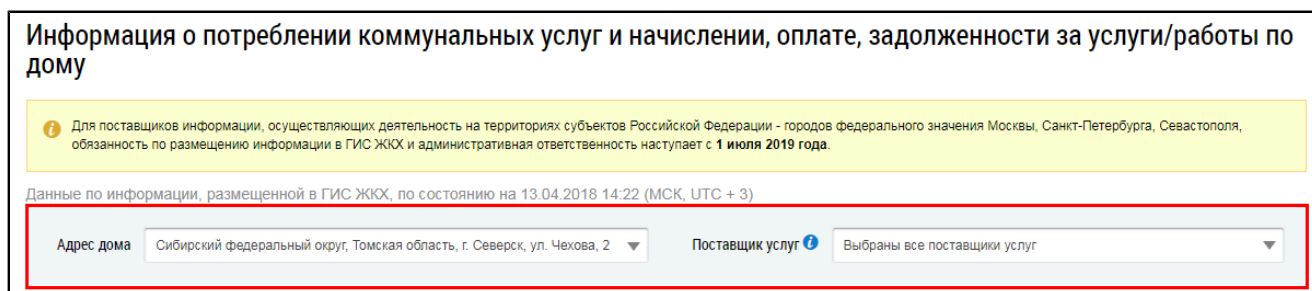 Информация о потреблении коммунальных услуг и начислении, оплате, задолженности за услуги/работы по
дому
Для поставщиков информации, осуществляющих деятельность на территориях субъектов Российской Федерации - городов федерального значения Москвы, Санкт-Петербурга, Севастополя,
обязанность по размещению информации в ГИС ЖКХ и административная ответственность наступает с 1 июля 2019 года.
Данные по информации, размещенной в ГИС ЖКХ, по состоянию на 13.04.2018 14:22 (МСК, UTC + 3)
Адрес дома Сибирский федеральный округ, Томская область, г. Северск, ул. Чехова, 2 Поставщик услуг Выбраны все поставщики услуг